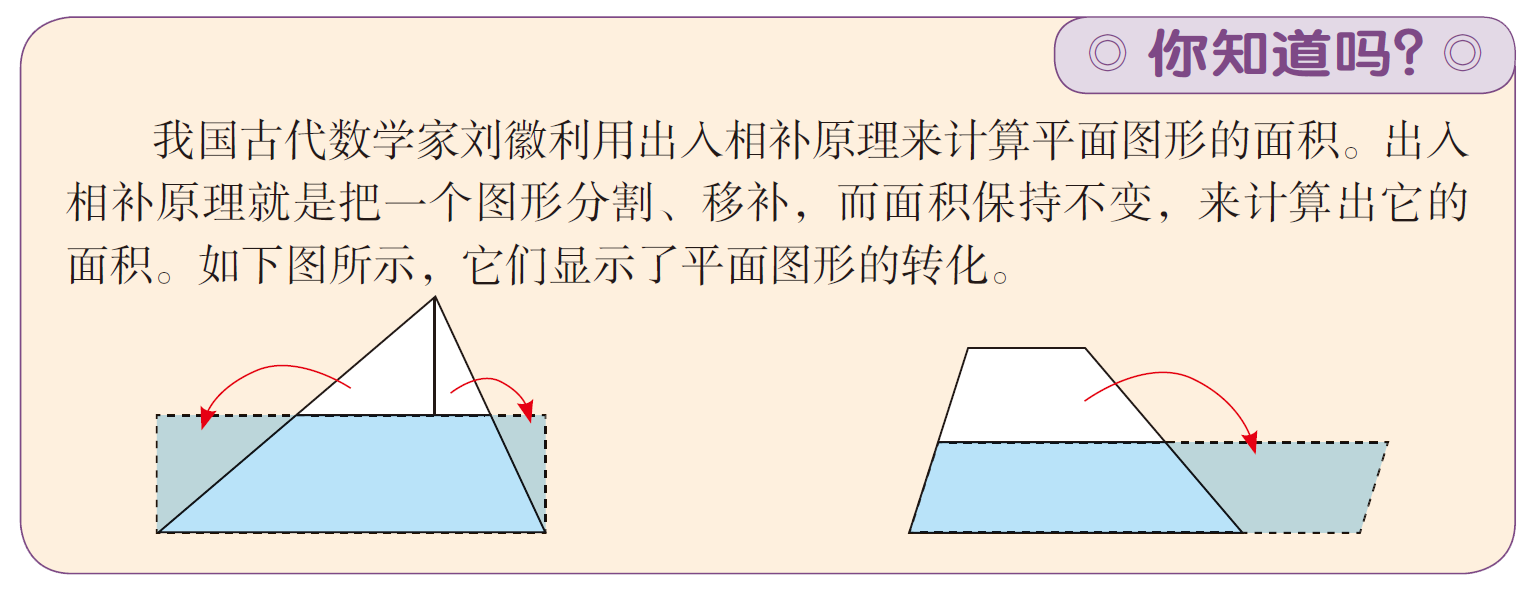 ◎ 你知道吗？ ◎
我国古代数学家刘徽利用出入相补原理来计算平面图形的面积。出入
相补原理就是把一个图形分割、移补，而面积保持不变，来计算出它的
面积。如下图所示，它们显示了平面图形的转化。